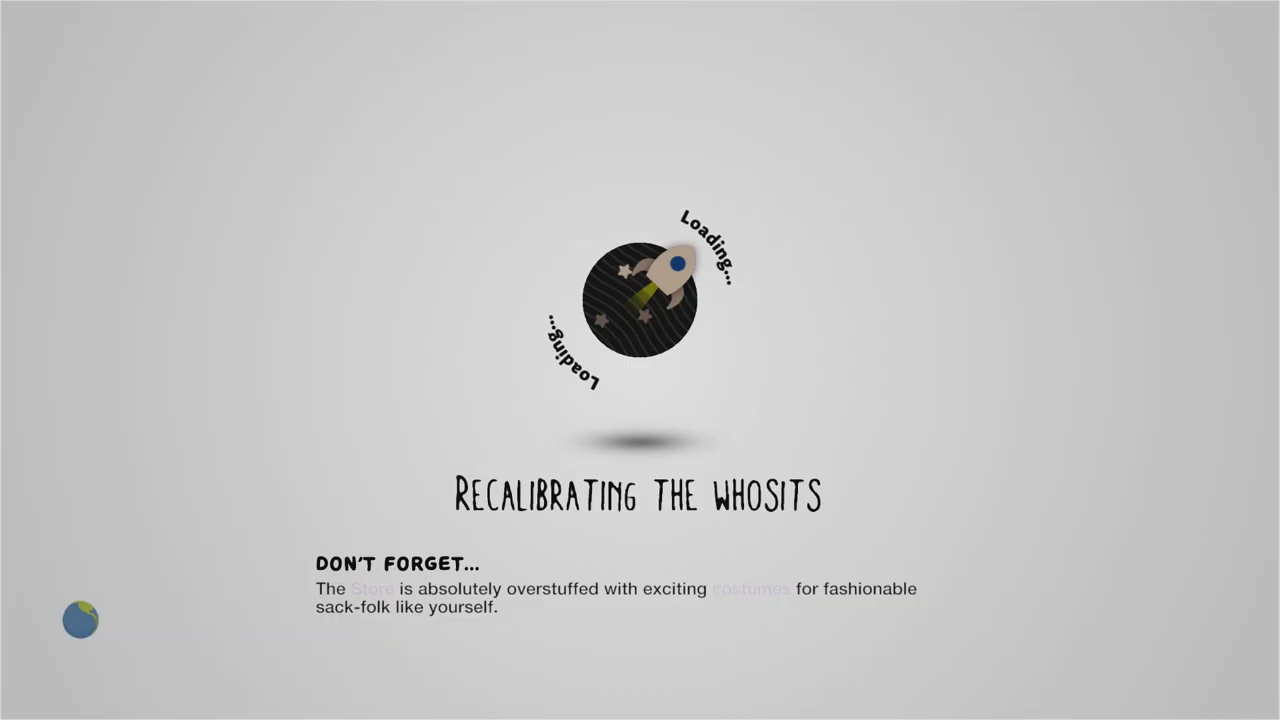 Loading...
Loading...
RECALIBRATING THE WHOSITS
DON'T FORGET...
The Store is absolutely overstuffed with exciting costumes for fashionable
sack-folk like yourself.